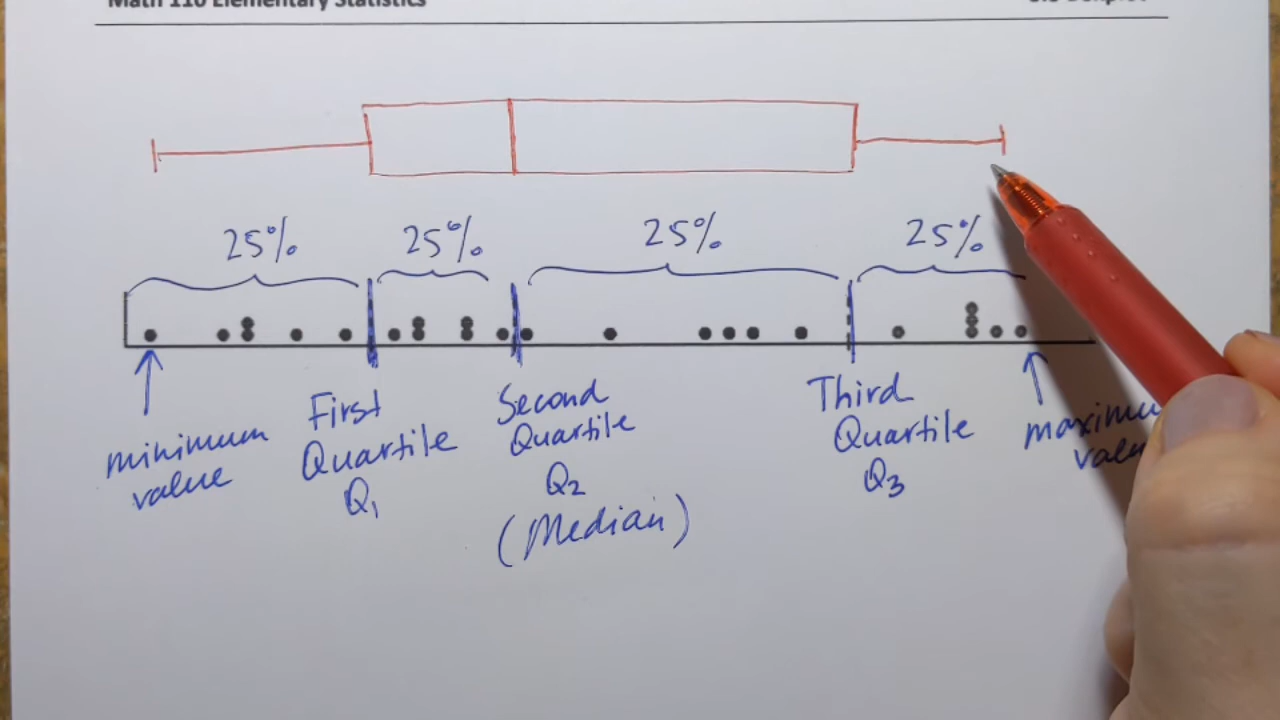 Math 110 Elementary Statistics
25% 25% 25% 25%
minimum
value
First
Quartile
Q1
Second
Quartile
Q2
(Median)
Third
Quartile
Q3